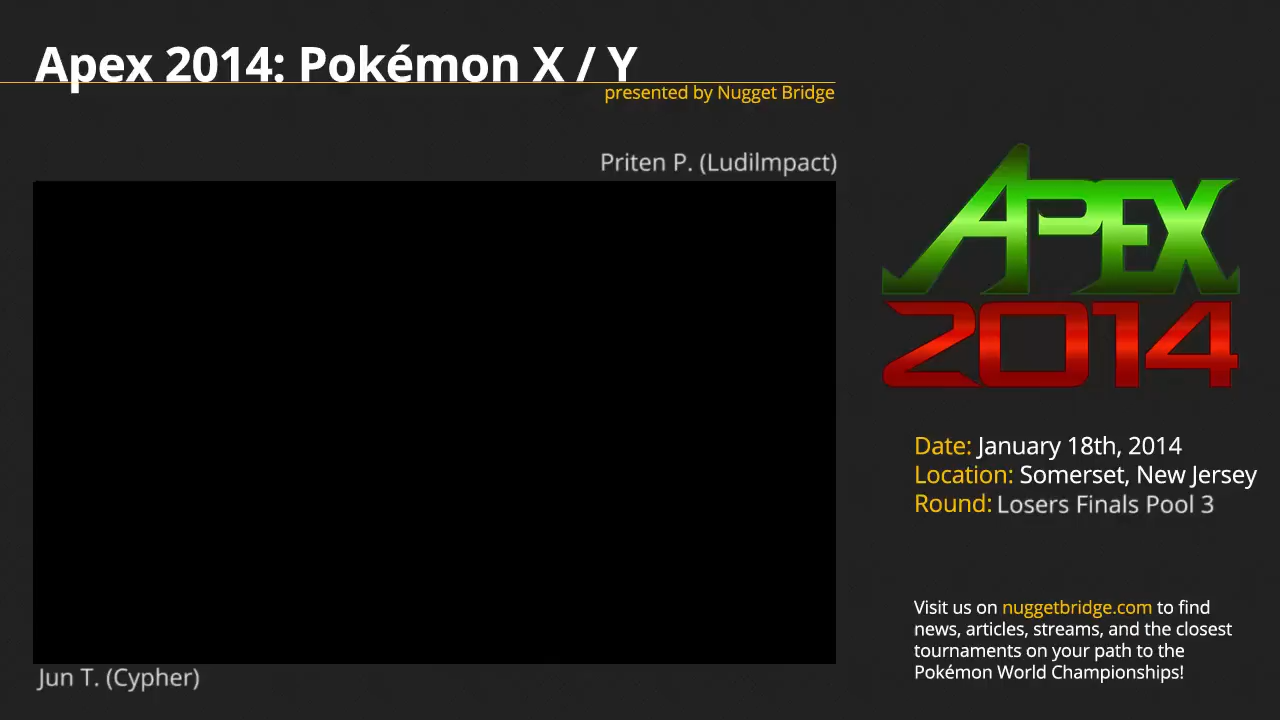 Apex 2014: Pokémon X / Y
presented by Nugget Bridge
Priten P. (LudiImpact)
APEX
2014
Date: January 18th, 2014
Location: Somerset, New Jersey
Round: Losers Finals Pool 3
Visit us on nuggetbridge.com to find
news, articles, streams, and the closest
tournaments on your path to the
Pokémon World Championships!
Jun T. (Cypher)